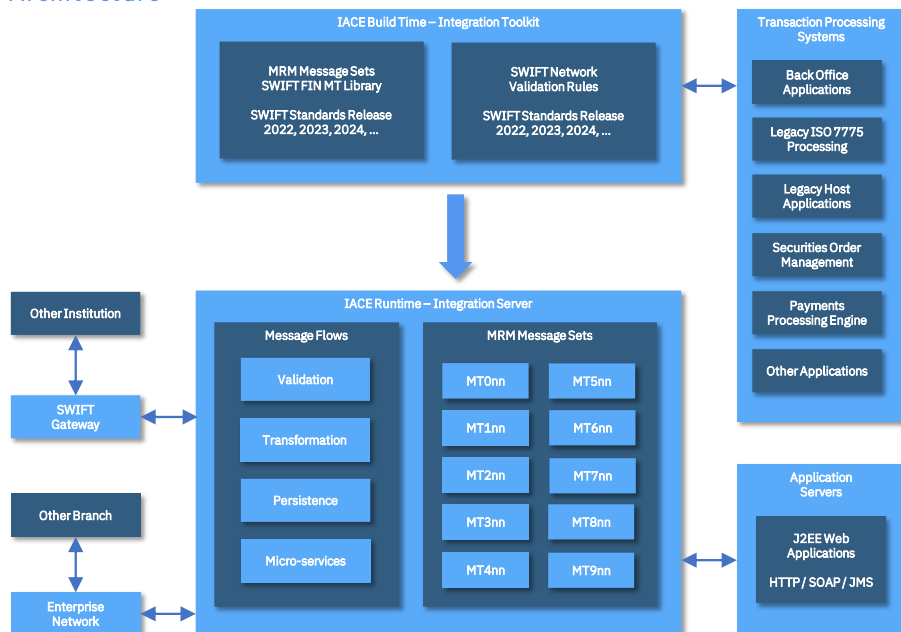 Architecture
IACE Build Time – Integration Toolkit
MRM Message Sets
SWIFT FIN MT Library
SWIFT Standards Release
2022, 2023, 2024, ...
SWIFT Network
Validation Rules
SWIFT Standards Release
2022, 2023, 2024, ...
Transaction Processing
Systems
Back Office
Applications
Legacy ISO 7775
Processing
Legacy Host
Applications
Securities Order
Management
Payments
Processing Engine
Other Applications
Other Institution
SWIFT
Gateway
Other Branch
Enterprise
Network
IACE Runtime – Integration Server
Message Flows
Validation
Transformation
Persistence
Micro-services
MRM Message Sets
MT0nn
MT5nn
MT1nn
MT6nn
MT2nn
MT7nn
MT3nn
MT8nn
MT4nn
MT9nn
Application
Servers
J2EE Web
Applications
HTTP / SOAP / JMS